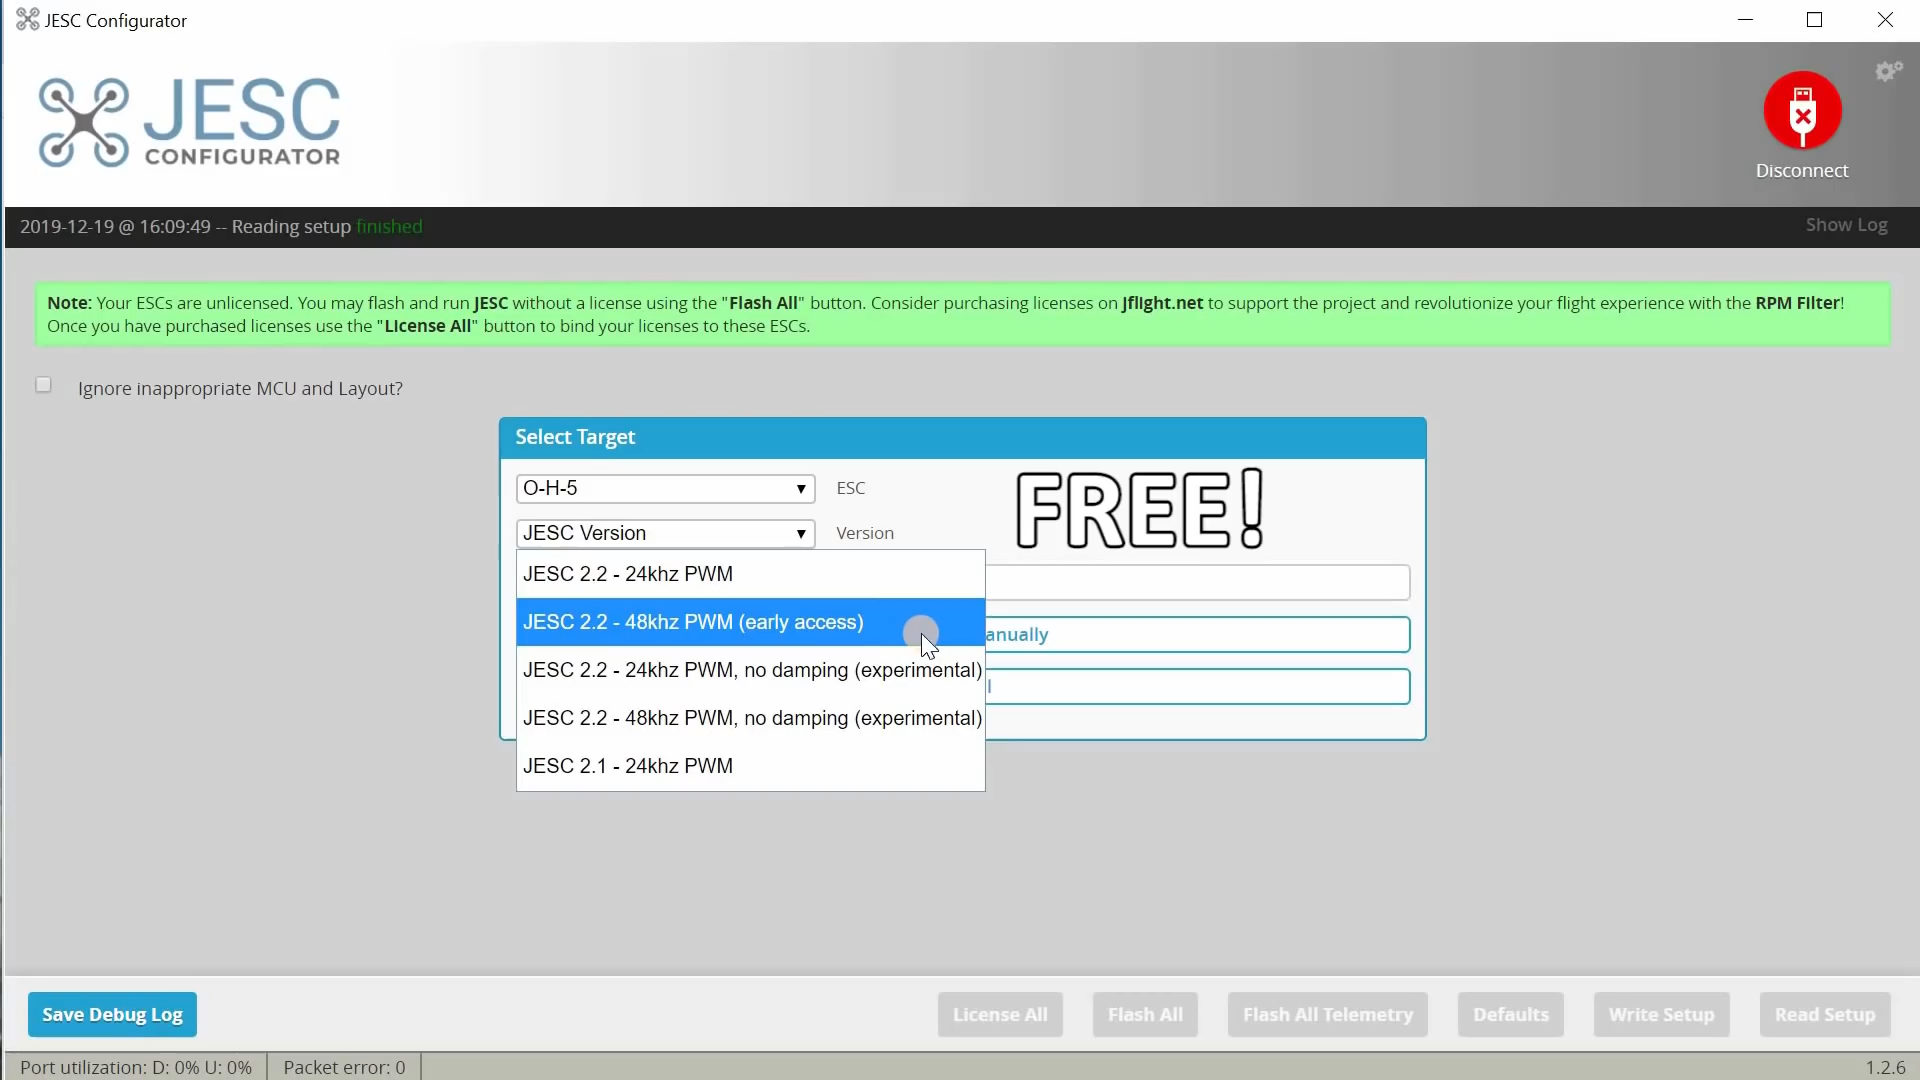 JESC Configurator
JESC
CONFIGURATOR
Disconnect
2019-12-19 @ 16:09:49 -- Reading setup finished
Show Log
Note: Your ESCs are unlicensed. You may flash and run JESC without a license using the "Flash All" button. Consider purchasing licenses on Jflight.net to support the project and revolutionize your flight experience with the RPM Filter!
Once you have purchased licenses use the "License All" button to bind your licenses to these ESCs.
Ignore inappropriate MCU and Layout?
Select Target
O-H-5
ESC
FREE!
JESC Version
Version
JESC 2.2 - 24khz PWM
JESC 2.2 - 48khz PWM (early access)
anually
JESC 2.2 - 24khz PWM, no damping (experimental)
JESC 2.2 - 48khz PWM, no damping (experimental)
JESC 2.1 - 24khz PWM
Save Debug Log
License All
Flash All
Flash All Telemetry
Defaults
Write Setup
Read Setup
Port utilization: D: 0% U: 0%
Packet error: 0
1.2.6